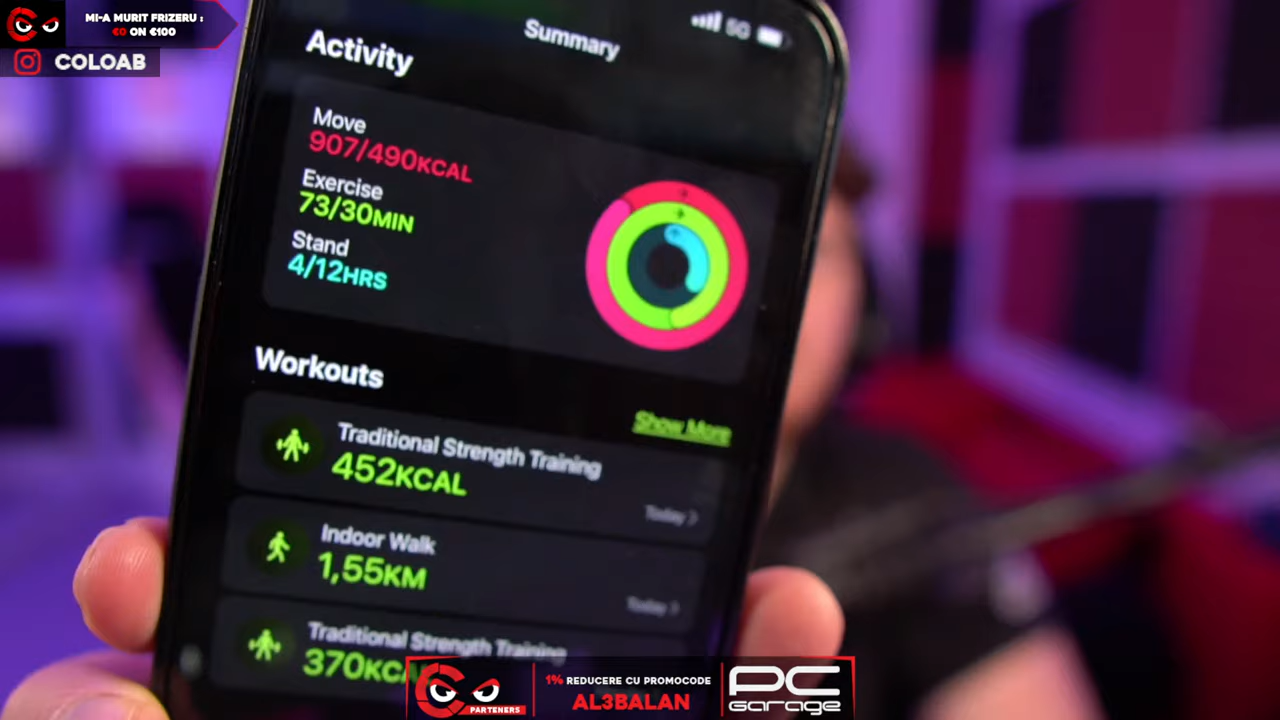 MI-A MURIT FRIZERU :
€0 ON €100
COLOAB
Summary
5G
Activity
Move
907/490KCAL
Exercise
73/30MIN
Stand
4/12HRS
Workouts
Show More
Traditional Strength Training
452KCAL
Today
Indoor Walk
1,55KM
Today
Traditional Strength Training
370KCAL
PARTENERS
1% REDUCERE CU PROMOCODE
AL3BALAN
PC
Garage